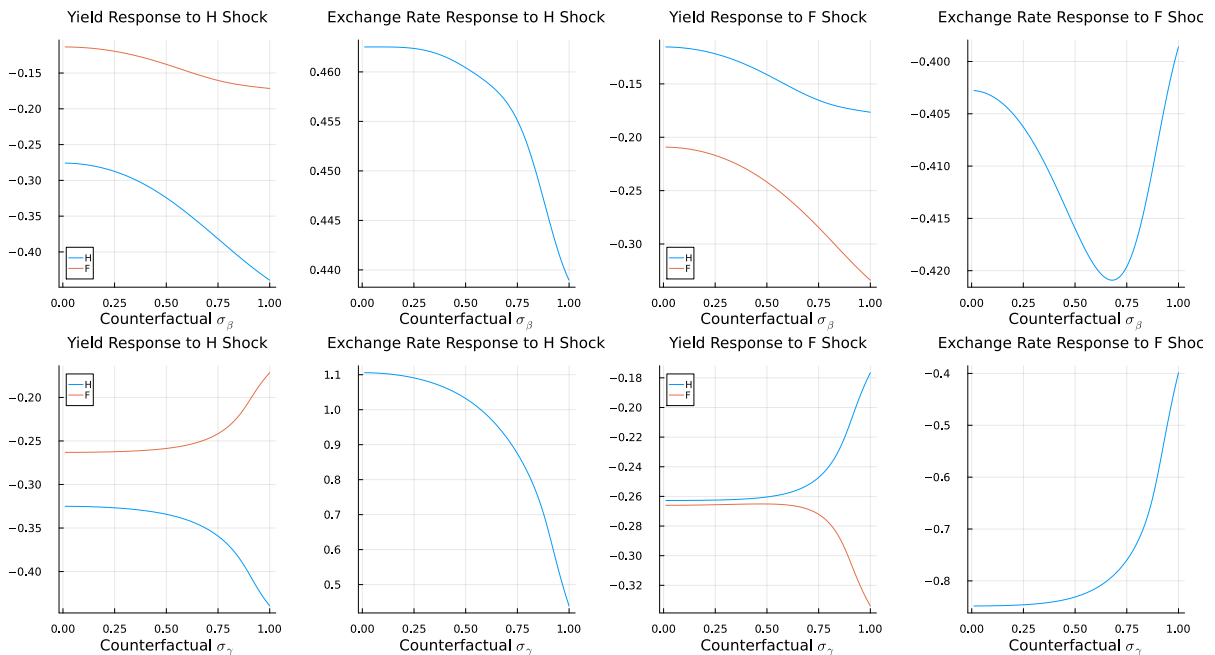 Yield Response to H Shock
−0.15
−0.20
−0.25
−0.30
−0.35
−0.40
H
F
0.00 0.25 0.50 0.75 1.00
Counterfactual σβ
Exchange Rate Response to H Shock
0.460
0.455
0.450
0.445
0.440
0.00 0.25 0.50 0.75 1.00
Counterfactual σβ
Yield Response to F Shock
−0.15
−0.20
−0.25
−0.30
H
F
0.00 0.25 0.50 0.75 1.00
Counterfactual σβ
Exchange Rate Response to F Shoc
−0.400
−0.405
−0.410
−0.415
−0.420
0.00 0.25 0.50 0.75 1.00
Counterfactual σβ
Yield Response to H Shock
H
F
−0.20
−0.25
−0.30
−0.35
−0.40
0.00 0.25 0.50 0.75 1.00
Counterfactual σγ
Exchange Rate Response to H Shock
1.1
1.0
0.9
0.8
0.7
0.6
0.5
0.00 0.25 0.50 0.75 1.00
Counterfactual σγ
Yield Response to F Shock
H
F
−0.18
−0.20
−0.22
−0.24
−0.26
−0.28
−0.30
−0.32
0.00 0.25 0.50 0.75 1.00
Counterfactual σγ
Exchange Rate Response to F Shoc
−0.4
−0.5
−0.6
−0.7
−0.8
0.00 0.25 0.50 0.75 1.00
Counterfactual σγ